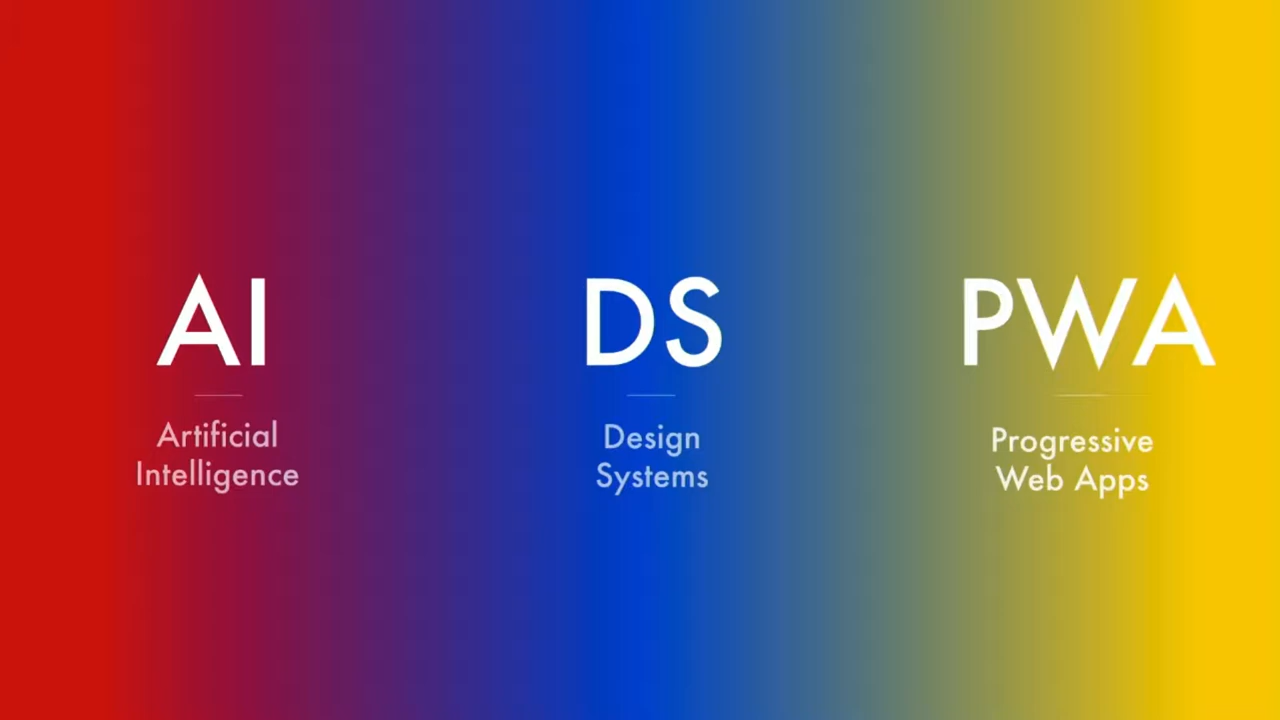 AI
Artificial
Intelligence
DS
Design
Systems
PWA
Progressive
Web Apps